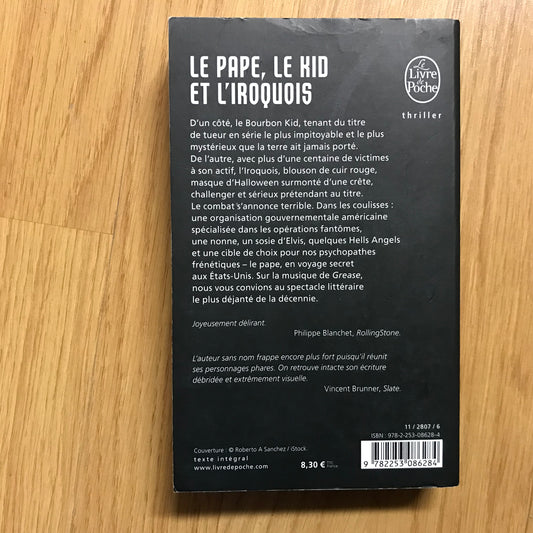 LE PAPE, LE KID
ET L'IROQUOIS
Le
Livre
de
Poche
thriller
D'un côté, le Bourbon Kid, tenant du titre
de tueur en série le plus impitoyable et le plus
mystérieux que la terre ait jamais porté.
De l'autre, avec plus d'une centaine de victimes
à son actif, l'Iroquois, blouson de cuir rouge,
masque d'Halloween surmonté d'une crête,
challenger et sérieux prétendant au titre.
Le combat s'annonce terrible. Dans les coulisses :
une organisation gouvernementale américaine
spécialisée dans les opérations fantômes,
une nonne, un sosie d'Elvis, quelques Hells Angels
et une cible de choix pour nos psychopathes
frénétiques – le pape, en voyage secret
aux États-Unis. Sur la musique de Grease,
nous vous convions au spectacle littéraire
le plus déjanté de la décennie.
Joyeusement délirant.
Philippe Blanchet, RollingStone.
L'auteur sans nom frappe encore plus fort puisqu'il réunit
ses personnages phares. On retrouve intacte son écriture
débridée et extrêmement visuelle.
Vincent Brunner, Slate.
11 / 2807 / 6
ISBN : 978-2-253-08628-4
Couverture : © Roberto A Sanchez / iStock.
texte intégral
www.livredepoche.com
8,30 €
9 782253 086284